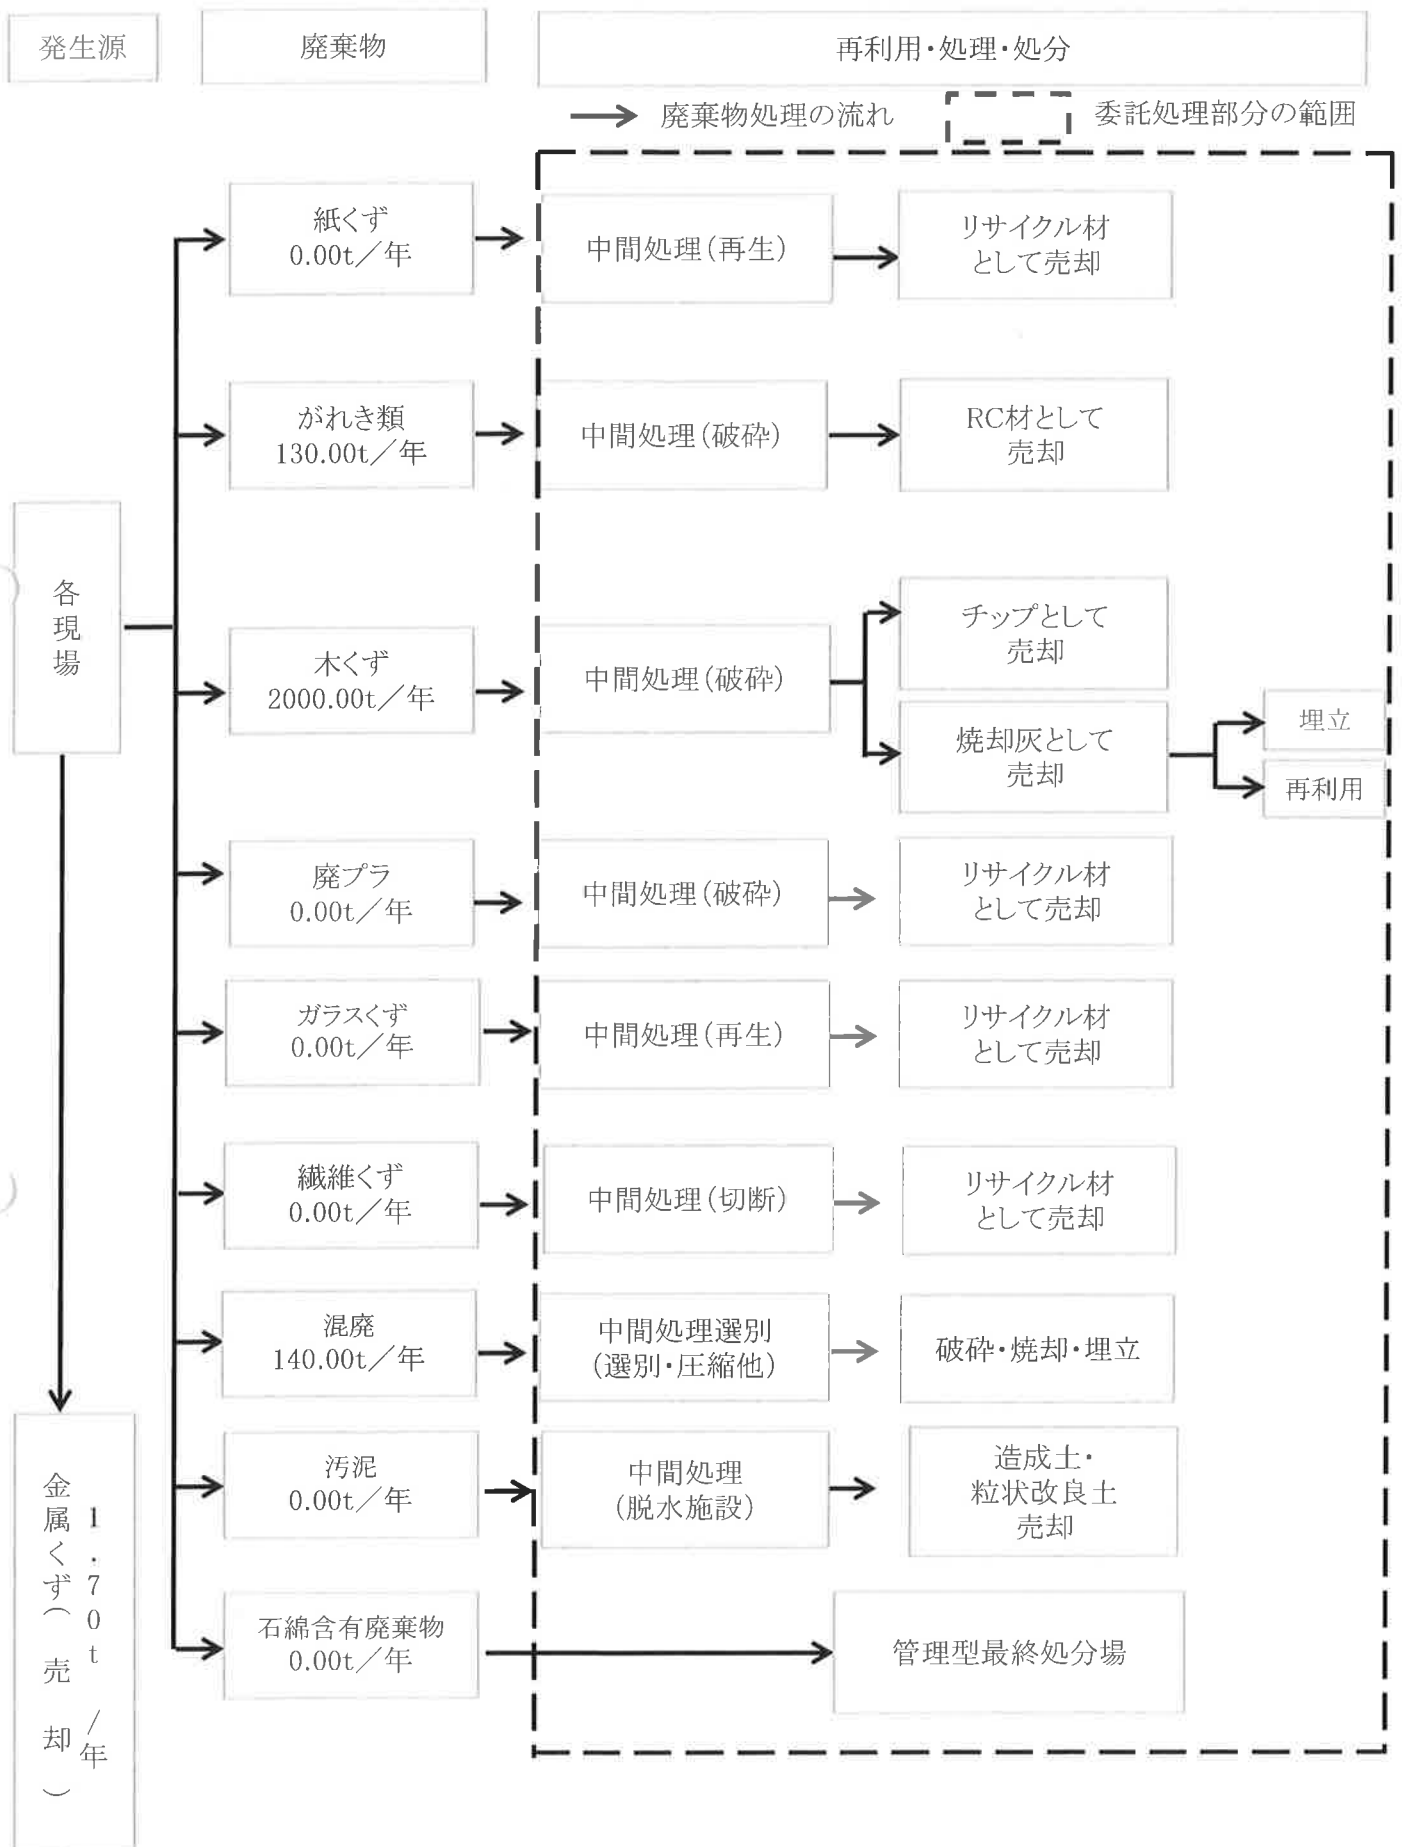 発生源
廃棄物
再利用・処理・処分
廃棄物処理の流れ
委託処理部分の範囲
各現場
紙くず
0.00t／年
中間処理(再生)
リサイクル材
として売却
がれき類
130.00t／年
中間処理(破砕)
RC材として
売却
木くず
2000.00t／年
中間処理(破砕)
チップとして
売却
焼却灰として
売却
埋立
再利用
廃プラ
0.00t／年
中間処理(破砕)
リサイクル材
として売却
ガラスくず
0.00t／年
中間処理(再生)
リサイクル材
として売却
繊維くず
0.00t／年
中間処理(切断)
リサイクル材
として売却
混廃
140.00t／年
中間処理選別
(選別・圧縮他)
破砕・焼却・埋立
汚泥
0.00t／年
中間処理
(脱水施設)
造成土・
粒状改良土
売却
石綿含有廃棄物
0.00t／年
管理型最終処分場
金属くず(売却)
1.70t/年